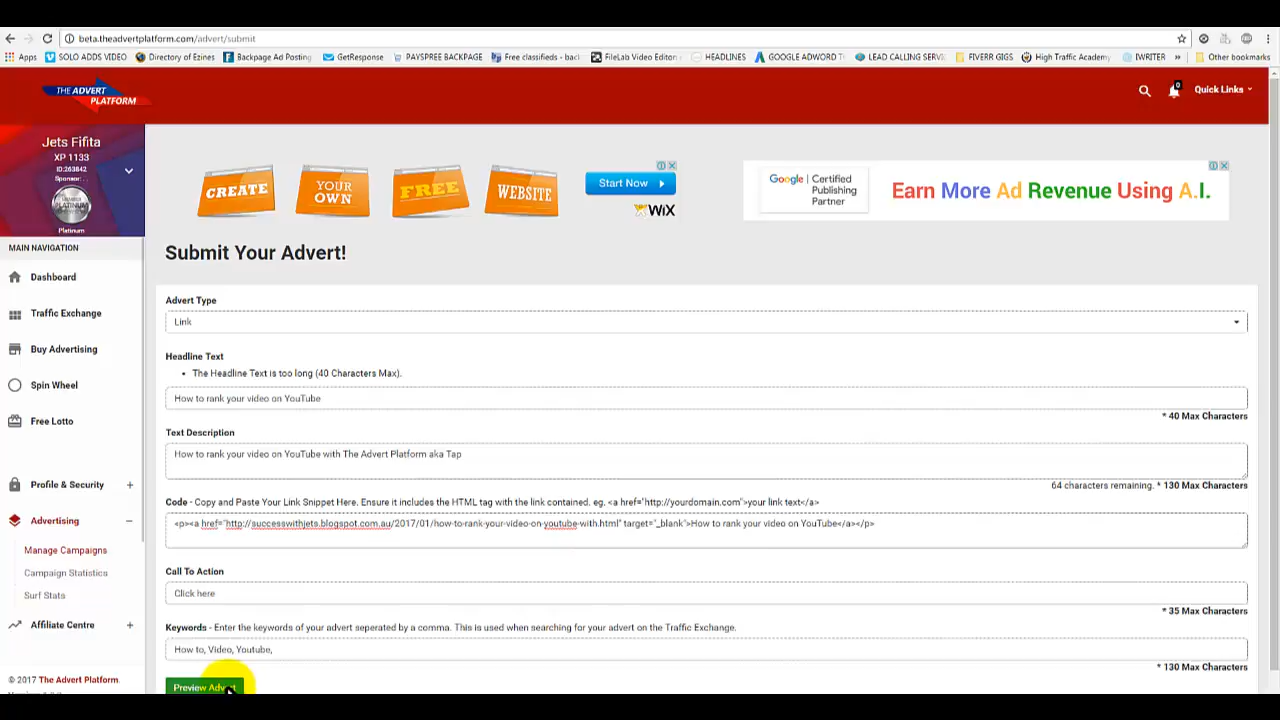 beta.theadvertplatform.com/advert/submit
Apps SOLO ADDS VIDEO Directory of Ezines Backpage Ad Posting GetResponse PAYSPREE BACKPAGE Free classifieds - back FileLab Video Editor HEADLINES GOOGLE ADWORD T LEAD CALLING SERVI FIVERR GIGS High Traffic Academy IWRITER » Other bookmarks
THE ADVERT
PLATFORM
0
Quick Links
Jets Fifita
XP 1133
ID:263842
Sponsor: . .
Platinum
CREATE YOUR OWN FREE WEBSITE
Start Now
WiX
Google | Certified Publishing Partner
Earn More Ad Revenue Using A.I.
MAIN NAVIGATION
Dashboard
Traffic Exchange
Buy Advertising
Spin Wheel
Free Lotto
Profile & Security +
Advertising −
Manage Campaigns
Campaign Statistics
Surf Stats
Affiliate Centre +
© 2017 The Advert Platform.
Submit Your Advert!
Advert Type
Link
Headline Text
• The Headline Text is too long (40 Characters Max).
How to rank your video on YouTube
* 40 Max Characters
Text Description
How to rank your video on YouTube with The Advert Platform aka Tap
64 characters remaining. * 130 Max Characters
Code - Copy and Paste Your Link Snippet Here. Ensure it includes the HTML tag with the link contained. eg. <a href="http://yourdomain.com">your link text</a>
<p><a href="http://successwithjets.blogspot.com.au/2017/01/how-to-rank-your-video-on-youtube-with.html" target="_blank">How to rank your video on YouTube</a></p>
Call To Action
Click here
* 35 Max Characters
Keywords - Enter the keywords of your advert seperated by a comma. This is used when searching for your advert on the Traffic Exchange.
How to, Video, Youtube,
* 130 Max Characters
Preview Advert